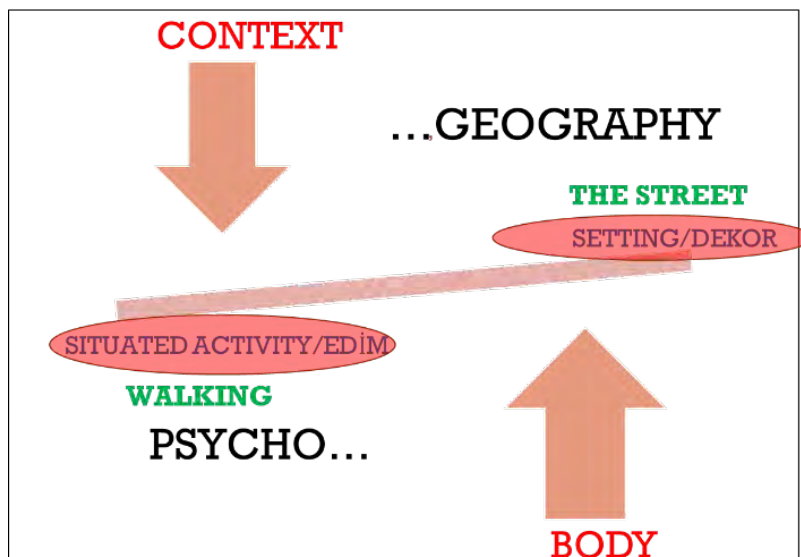 CONTEXT
...GEOGRAPHY
THE STREET
SETTING/DEKOR
SITUATED ACTIVITY/EDİM
WALKING
PSYCHO...
BODY